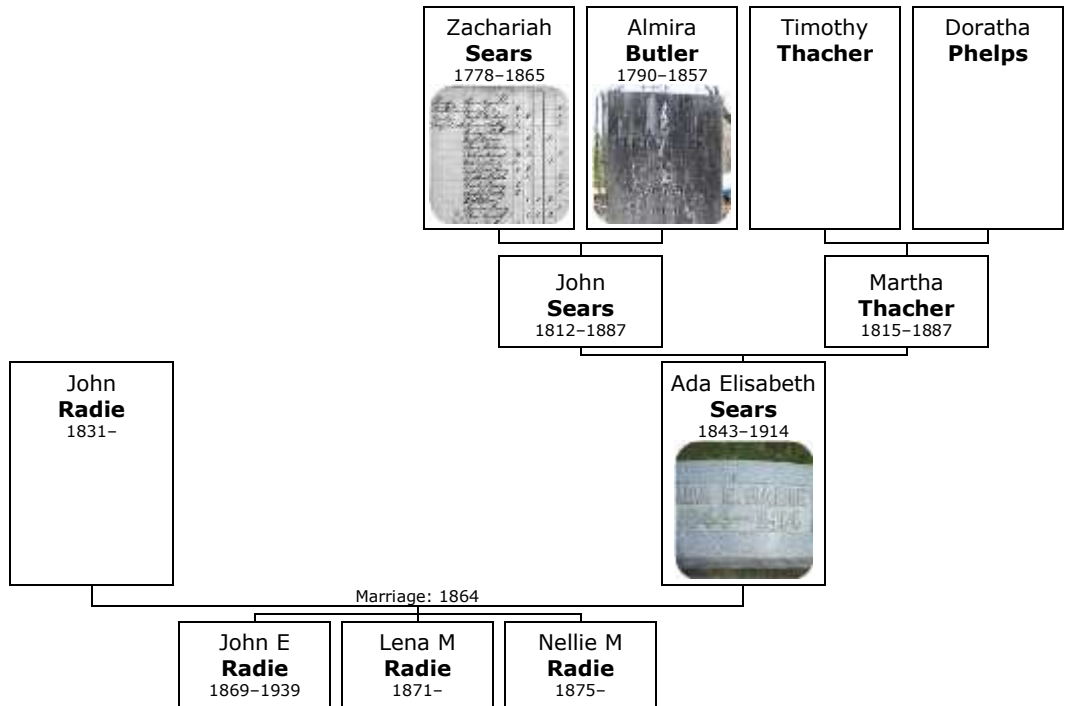 Zachariah
Sears
1778–1865
Almira
Butler
1790–1857
Timothy
Thacher
Doratha
Phelps
John
Sears
1812–1887
Martha
Thacher
1815–1887
John
Radie
1831–
Ada Elisabeth
Sears
1843–1914
Marriage: 1864
John E
Radie
1869–1939
Lena M
Radie
1871–
Nellie M
Radie
1875–